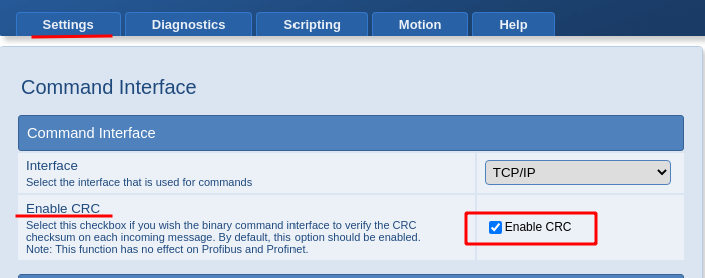 Settings
Diagnostics
Scripting
Motion
Help
Command Interface
Command Interface
Interface
Select the interface that is used for commands
TCP/IP
Enable CRC
Select this checkbox if you wish the binary command interface to verify the CRC
checksum on each incoming message. By default, this option should be enabled.
Note: This function has no effect on Profibus and Profinet.
Enable CRC